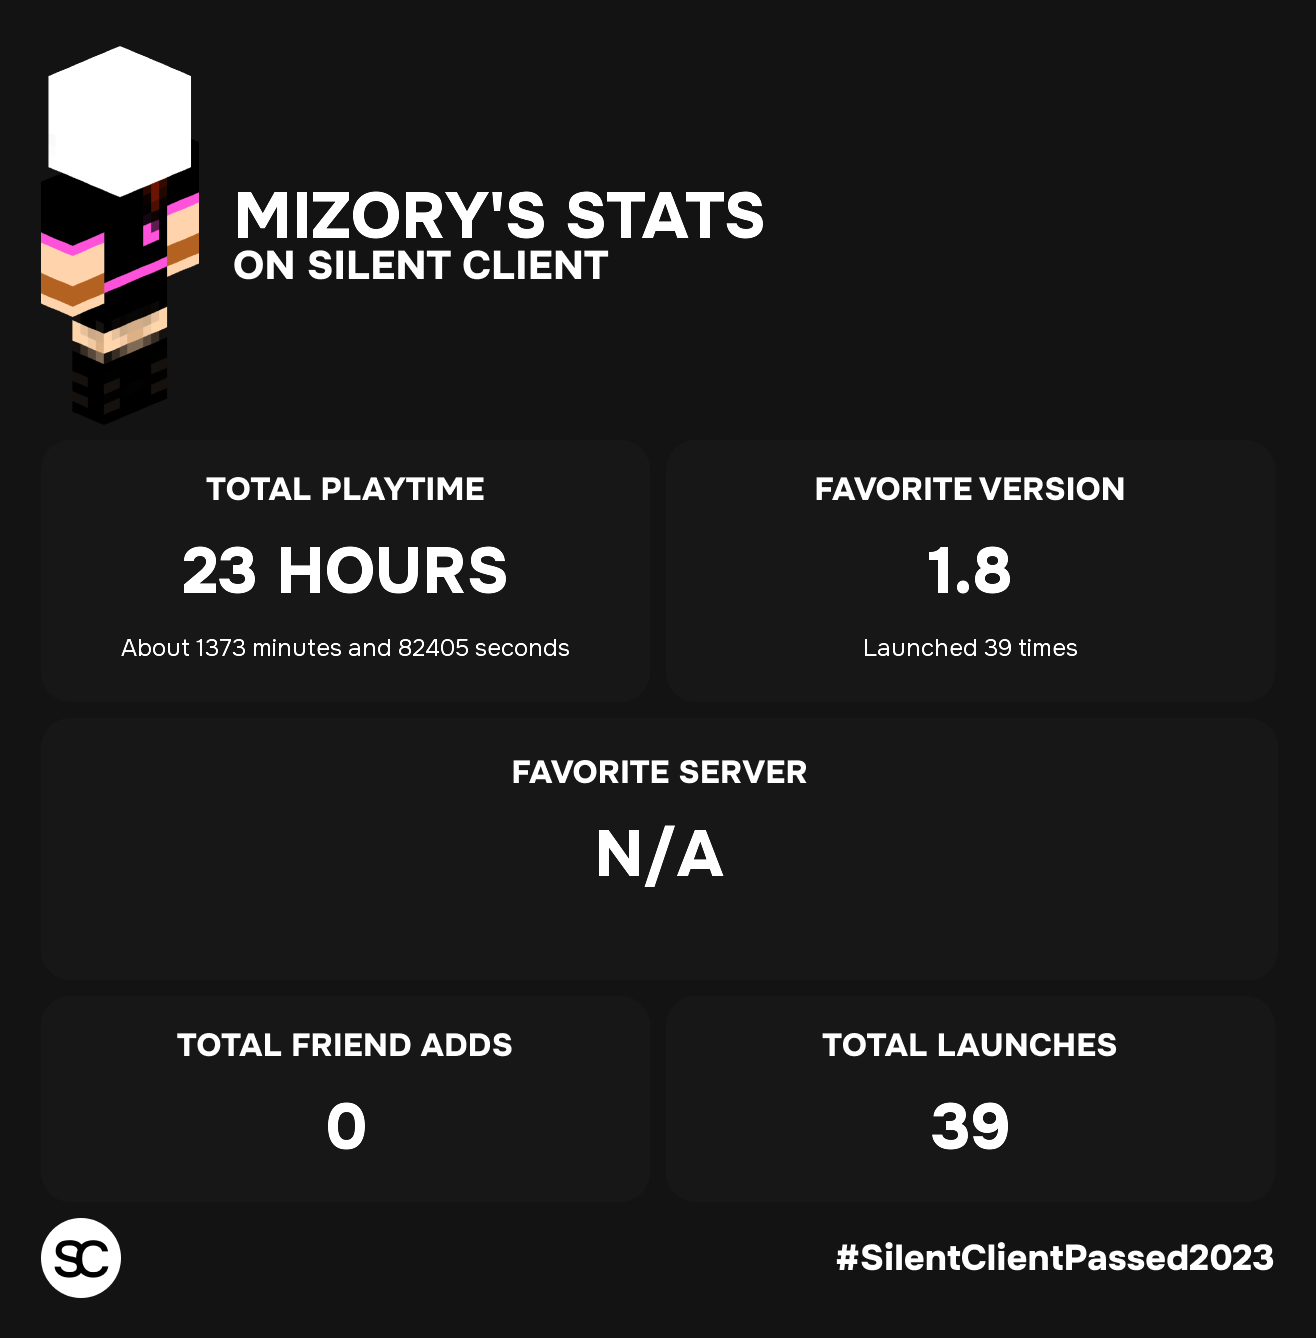 MIZORY'S STATS
ON SILENT CLIENT
TOTAL PLAYTIME
23 HOURS
About 1373 minutes and 82405 seconds
FAVORITE VERSION
1.8
Launched 39 times
FAVORITE SERVER
N/A
TOTAL FRIEND ADDS
0
TOTAL LAUNCHES
39
SC
#SilentClientPassed2023